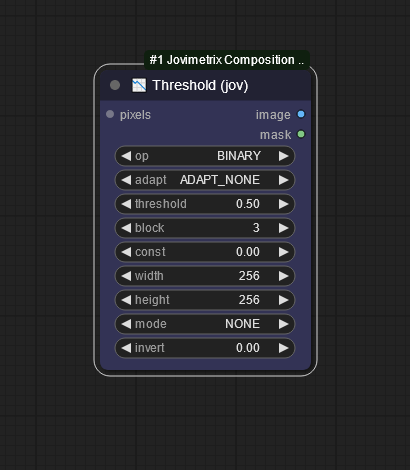 #1 Jovimetrix Composition ..
Threshold (jov)
pixels image
mask
op BINARY
adapt ADAPT_NONE
threshold 0.50
block 3
const 0.00
width 256
height 256
mode NONE
invert 0.00